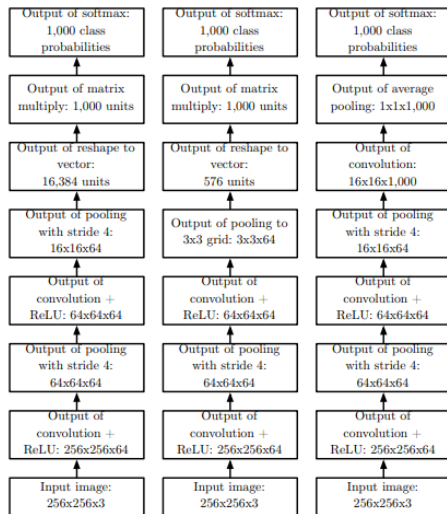 Output of softmax:
1,000 class
probabilities
Output of softmax:
1,000 class
probabilities
Output of softmax:
1,000 class
probabilities
Output of matrix
multiply: 1,000 units
Output of matrix
multiply: 1,000 units
Output of average
pooling: 1x1x1,000
Output of reshape to
vector:
16,384 units
Output of reshape to
vector:
576 units
Output of
convolution:
16x16x1,000
Output of pooling
with stride 4:
16x16x64
Output of pooling to
3x3 grid: 3x3x64
Output of pooling
with stride 4:
16x16x64
Output of
convolution +
ReLU: 64x64x64
Output of
convolution +
ReLU: 64x64x64
Output of
convolution +
ReLU: 64x64x64
Output of pooling
with stride 4:
64x64x64
Output of pooling
with stride 4:
64x64x64
Output of pooling
with stride 4:
64x64x64
Output of
convolution +
ReLU: 256x256x64
Output of
convolution +
ReLU: 256x256x64
Output of
convolution +
ReLU: 256x256x64
Input image:
256x256x3
Input image:
256x256x3
Input image:
256x256x3